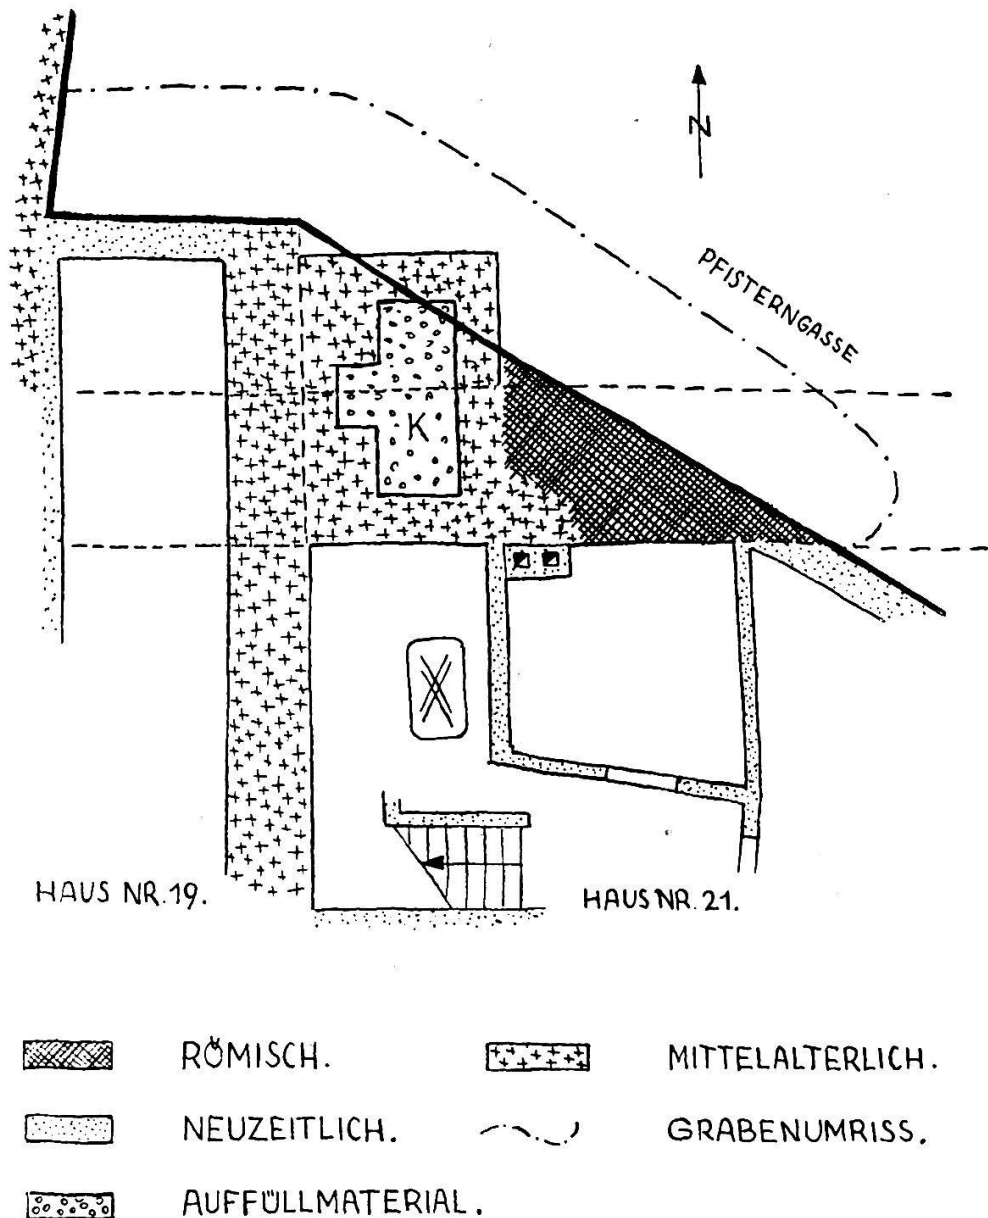 N
PFISTERNGASSE
K
HAUS NR. 19.
HAUS NR. 21.
RÖMISCH.
MITTELALTERLICH.
NEUZEITLICH.
GRABENUMRISS.
AUFFÜLLMATERIAL.